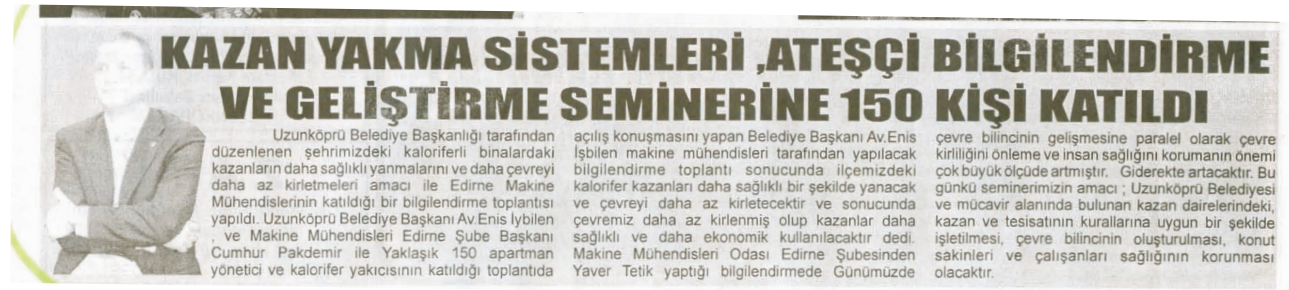 KAZAN YAKMA SİSTEMLERİ ,ATEŞÇİ BİLGİLENDİRME
VE GELİŞTİRME SEMİNERİNE 150 KİŞİ KATILDI
Uzunköprü Belediye Başkanlığı tarafından
düzenlenen şehrimizdeki kaloriferli binalardaki
kazanların daha sağlıklı yanmalarını ve daha çevreyi
daha az kirletmeleri amacı ile Edirne Makine
Mühendislerinin katıldığı bir bilgilendirme toplantısı
yapıldı. Uzunköprü Belediye Başkanı Av.Enis İybilen
, ve Makine Mühendisleri Edirne Şube Başkanı
Cumhur Pakdemir ile Yaklaşık 150 apartman
yönetici ve kalorifer yakıcısının katıldığı toplantıda
açılış konuşmasını yapan Belediye Başkanı Av.Enis
İşbilen makine mühendisleri tarafından yapılacak
bilgilendirme toplantı sonucunda ilçemizdeki
kalorifer kazanları daha sağlıklı bir şekilde yanacak
ve çevreyi daha az kirletecektir ve sonucunda
çevremiz daha az kirlenmiş olup kazanlar daha
sağlıklı ve daha ekonomik kullanılacaktır dedi.
Makine Mühendisleri Odası Edirne Şubesinden
Yaver Tetik yaptığı bilgilendirmede Günümüzde
çevre bilincinin gelişmesine paralel olarak çevre
kirliliğini önleme ve insan sağlığını korumanın önemi
çok büyük ölçüde artmıştır. Giderekte artacaktır. Bu
günkü seminerimizin amacı ; Uzunköprü Belediyesi
ve mücavir alanında bulunan kazan dairelerindeki,
kazan ve tesisatının kurallarına uygun bir şekilde
işletilmesi, çevre bilincinin oluşturulması, konut
sakinleri ve çalışanları sağlığının korunması
olacaktır.